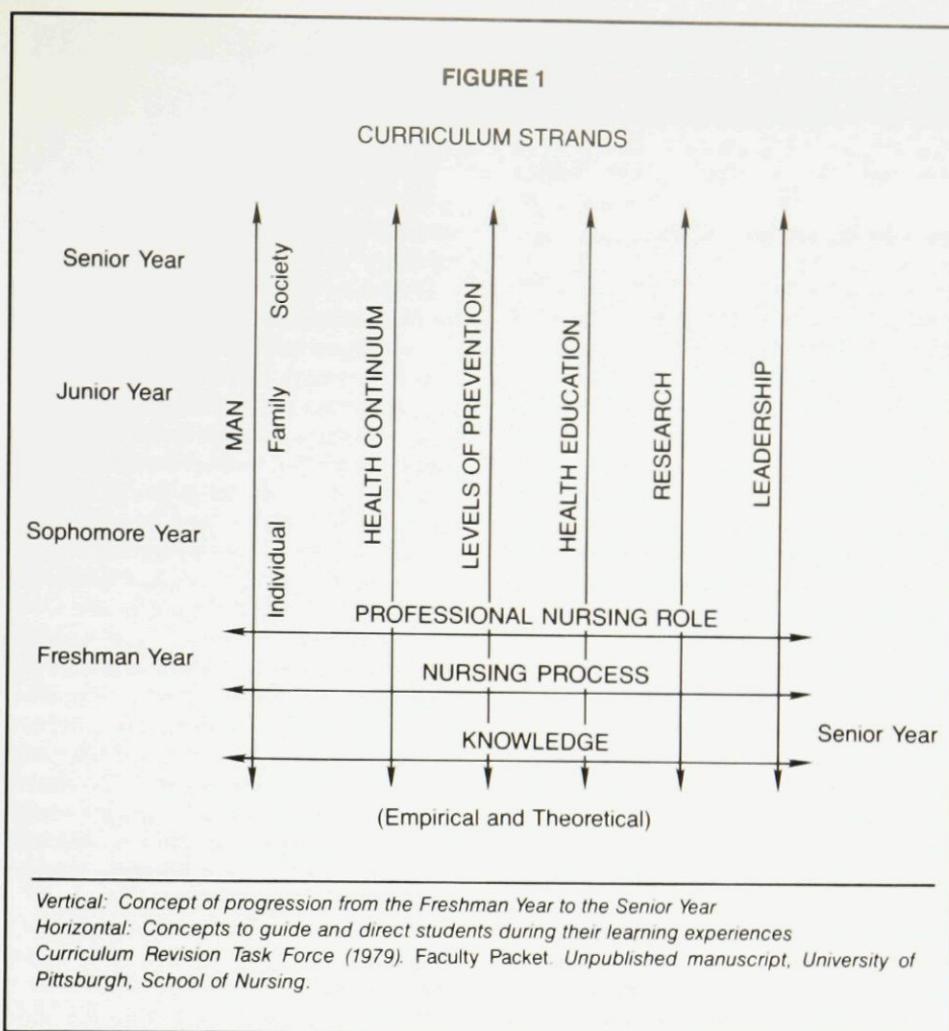 FIGURE 1
CURRICULUM STRANDS
Senior Year
Junior Year
Sophomore Year
Freshman Year
MAN
Society
Family
Individual
HEALTH CONTINUUM
LEVELS OF PREVENTION
HEALTH EDUCATION
RESEARCH
LEADERSHIP
PROFESSIONAL NURSING ROLE
NURSING PROCESS
KNOWLEDGE
Senior Year
(Empirical and Theoretical)
Vertical: Concept of progression from the Freshman Year to the Senior Year
Horizontal: Concepts to guide and direct students during their learning experiences
Curriculum Revision Task Force (1979). Faculty Packet. Unpublished manuscript, University of
Pittsburgh, School of Nursing.